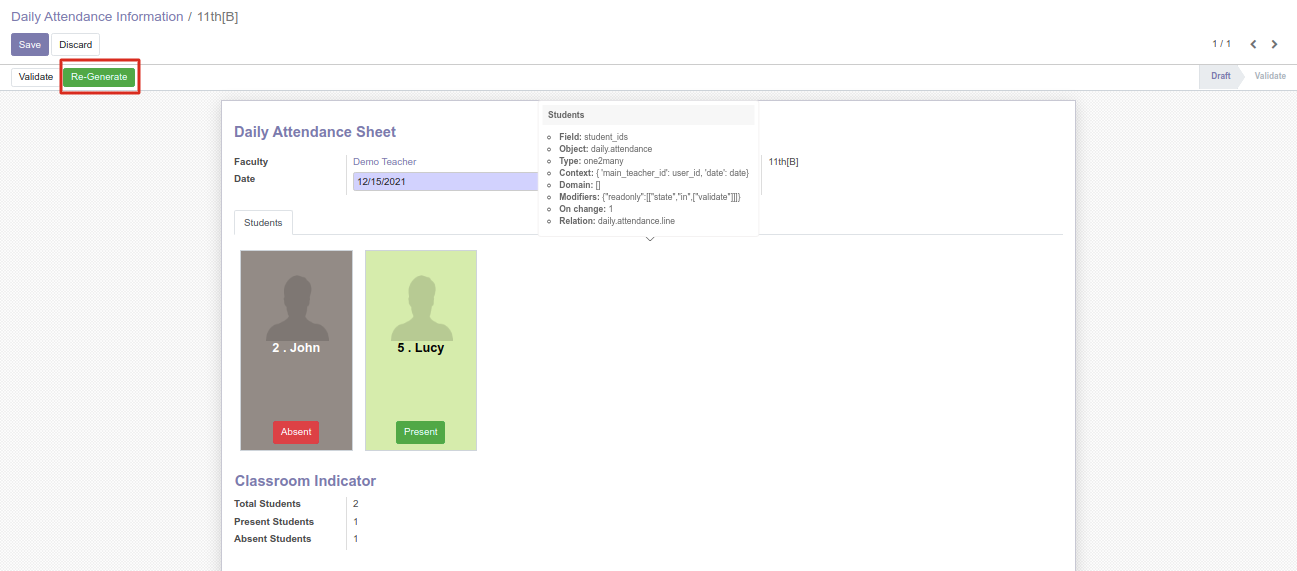 Daily Attendance Information / 11th[B]
Save Discard 1 / 1
Validate Re-Generate Draft Validate
Students
Field: student_ids
Object: daily.attendance
Type: one2many
Context: { 'main_teacher_id': user_id, 'date': date}
Domain: []
Modifiers: {"readonly":[["state","in",["validate"]]]}
On change: 1
Relation: daily.attendance.line
Daily Attendance Sheet
Faculty Demo Teacher 11th[B]
Date 12/15/2021
Students
2 . John 5 . Lucy
Absent Present
Classroom Indicator
Total Students 2
Present Students 1
Absent Students 1